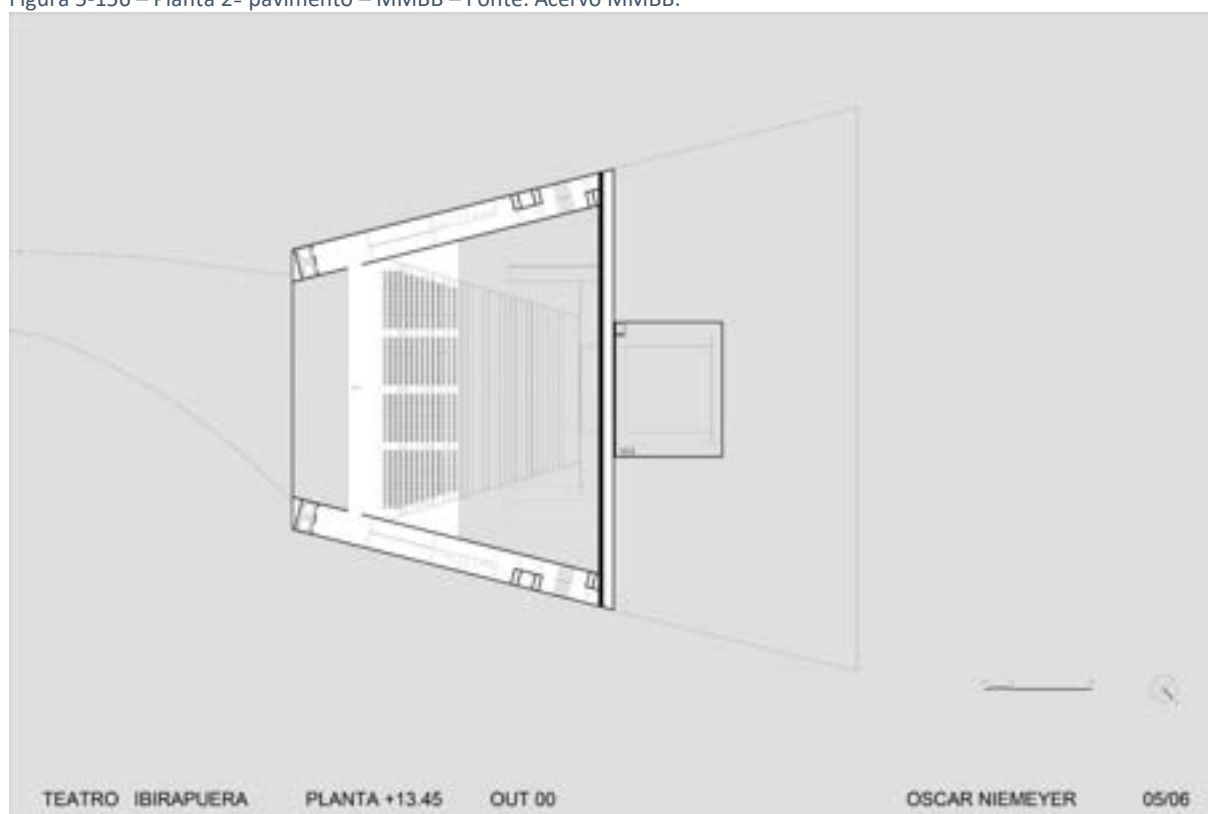 Figura 5-156 – Planta 2º pavimento – MMBB – Fonte: Acervo MMBB.
TEATRO IBIRAPUERA PLANTA +13.45 OUT 00 OSCAR NIEMEYER 05/06